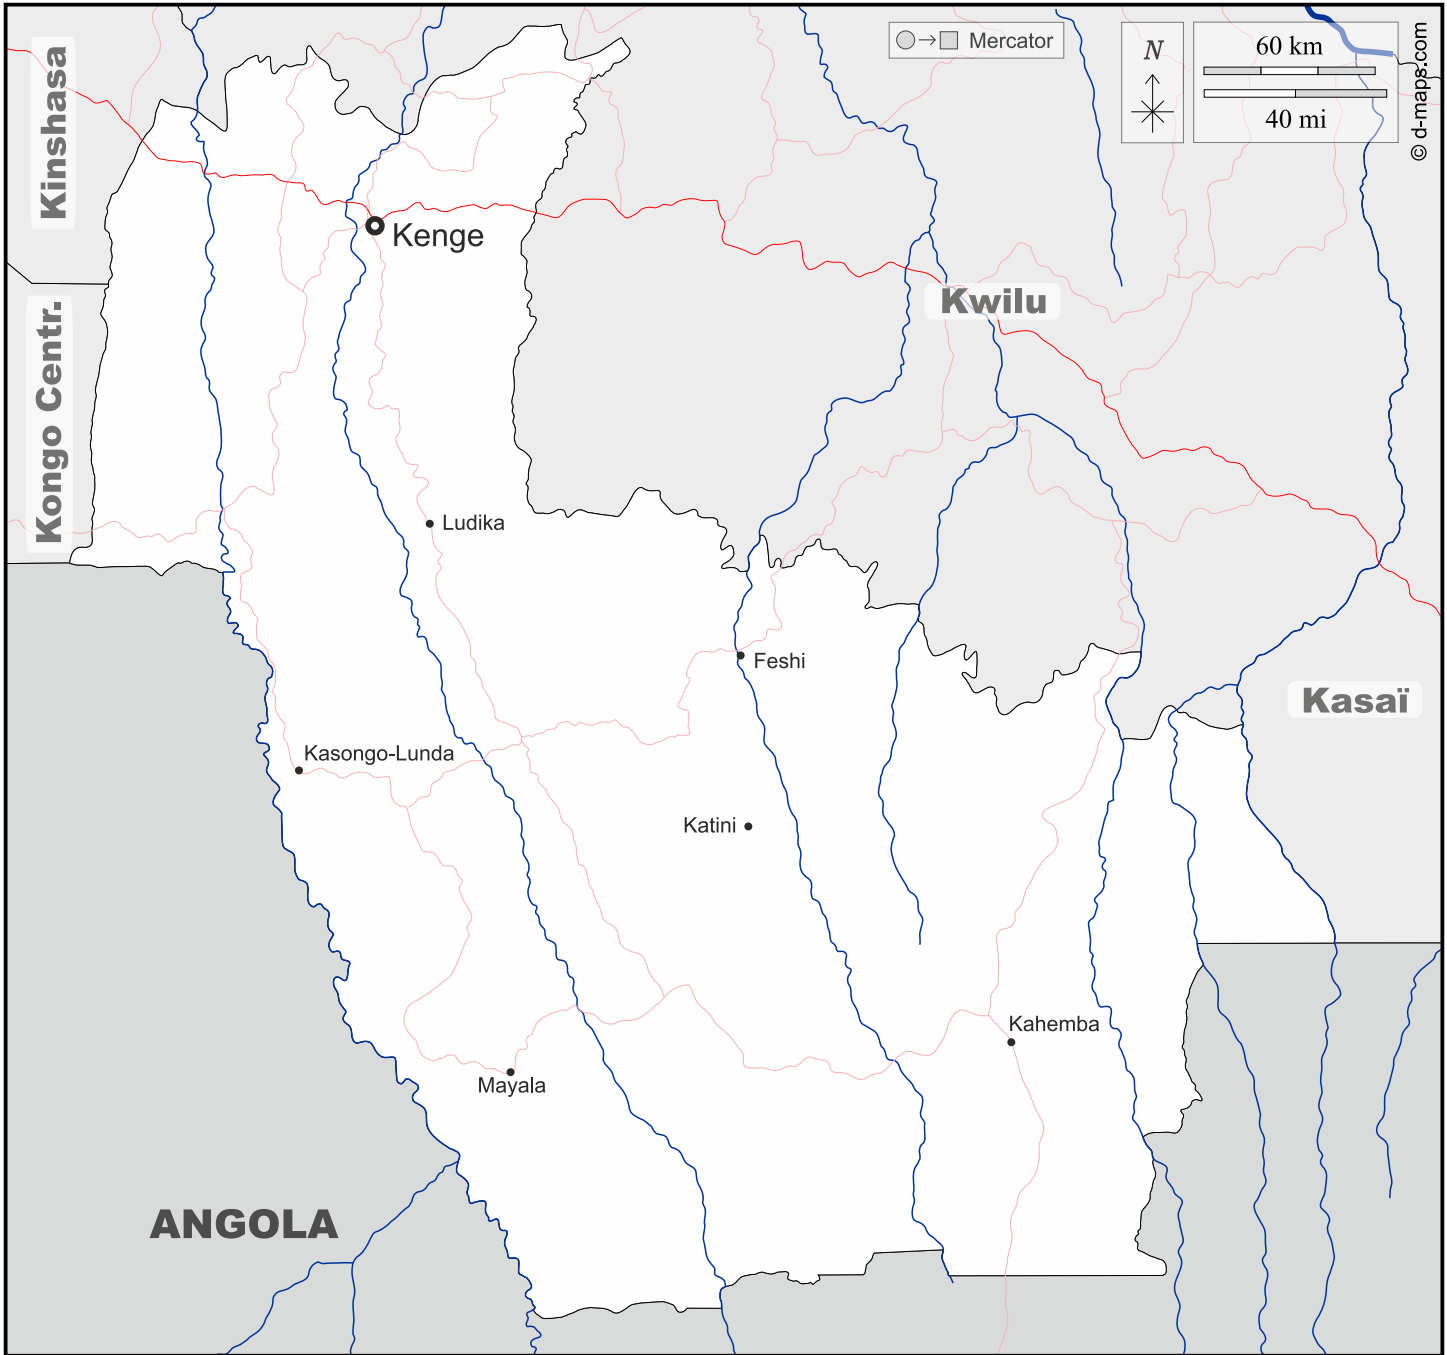 Kinshasa
Mercator
N
60 km
40 mi
© d-maps.com
Kenge
Kongo Centr.
Kwilu
Ludika
Feshi
Kasaï
Kasongo-Lunda
Katini
Kahemba
Mayala
ANGOLA